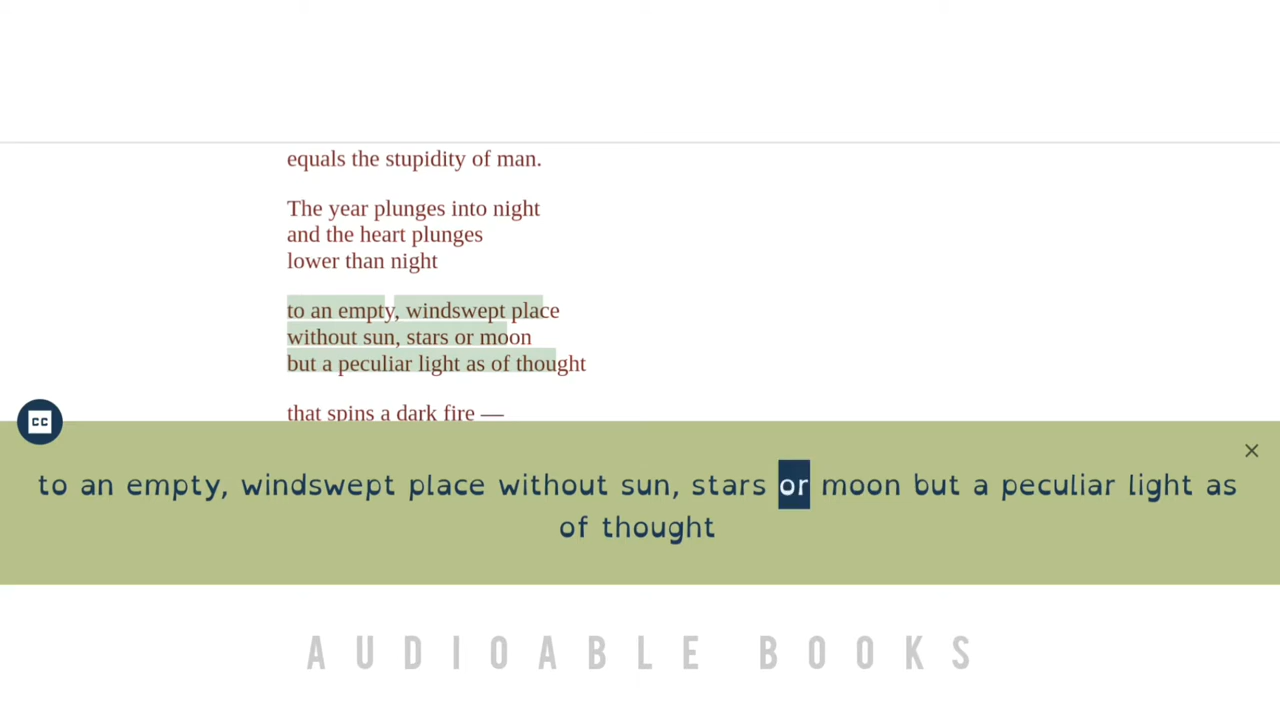 equals the stupidity of man.
The year plunges into night
and the heart plunges
lower than night
to an empty, windswept place
without sun, stars or moon
but a peculiar light as of thought
that spins a dark fire —
CC
to an empty, windswept place without sun, stars or moon but a peculiar light as
of thought
AUDIOABLE BOOKS